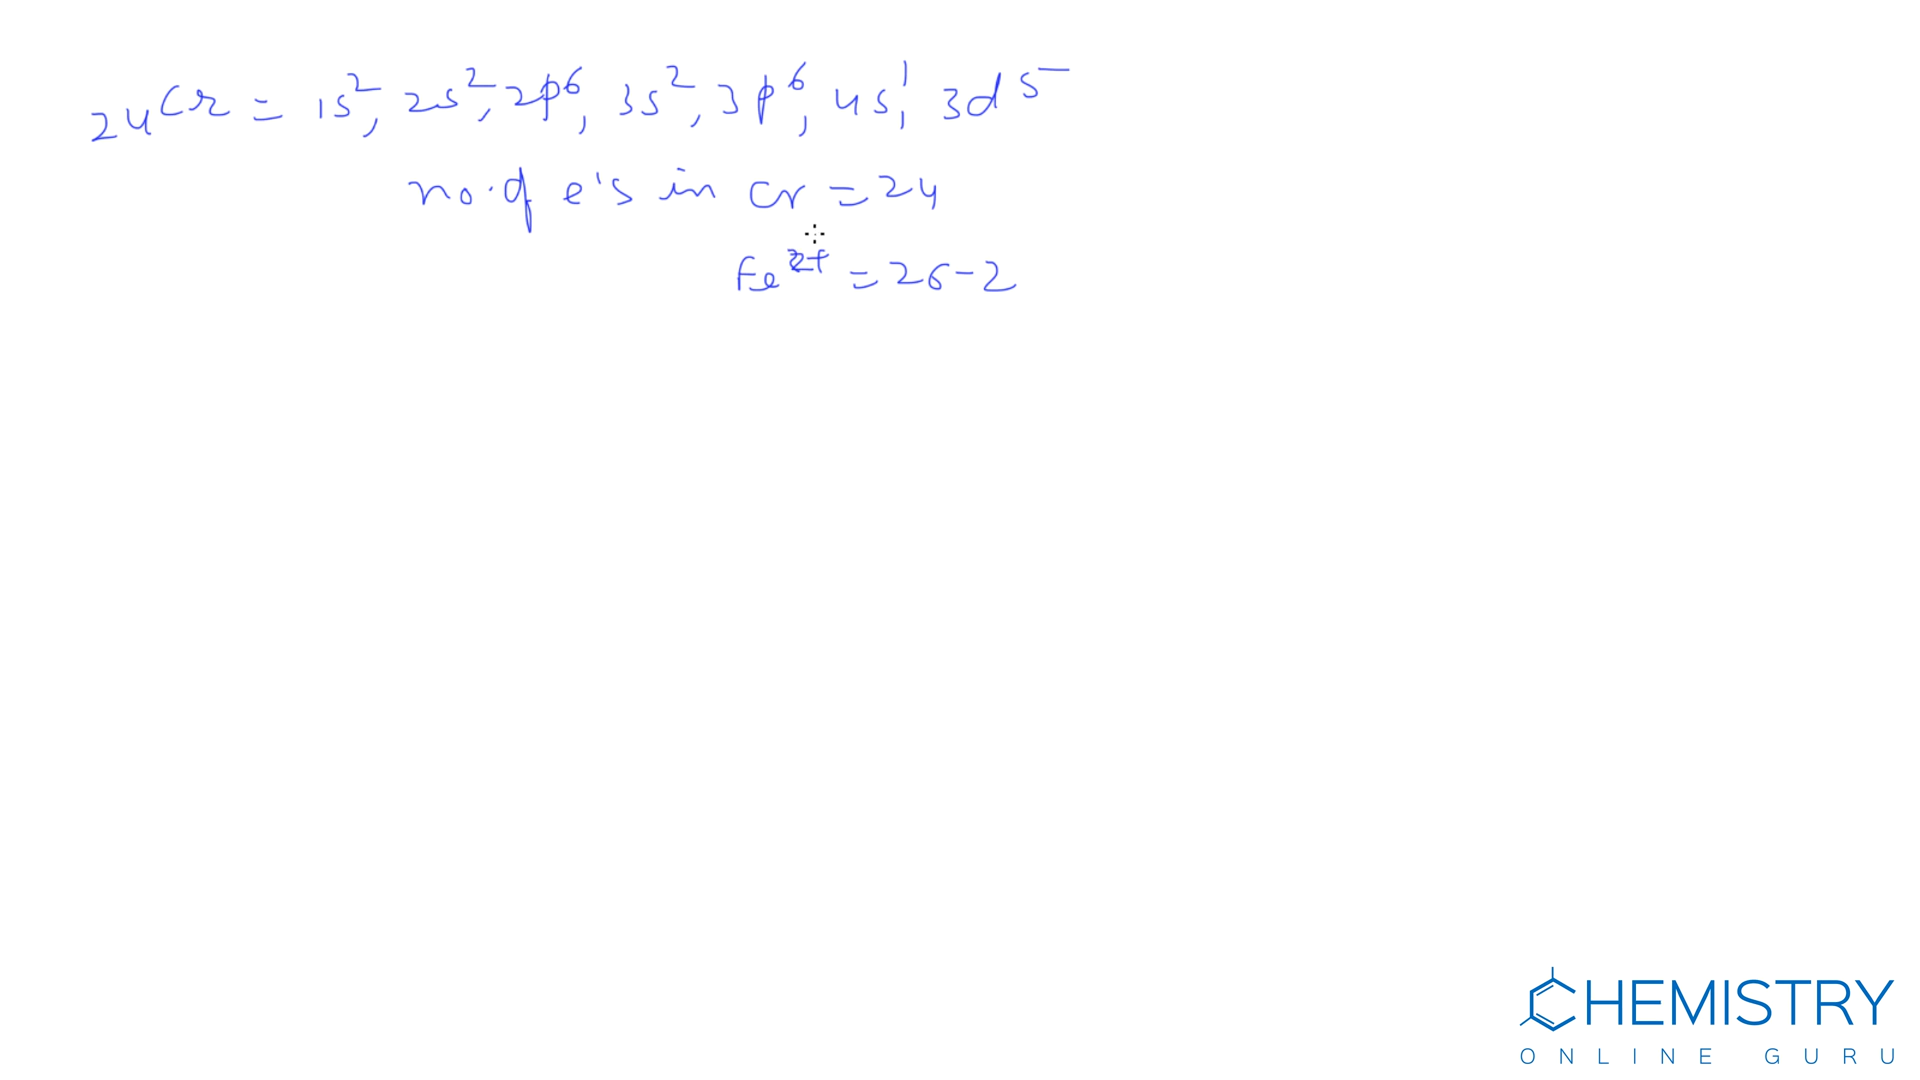 24Cr = 1s², 2s², 2p⁶, 3s², 3p⁶, 4s¹, 3d⁵
no. of e's in Cr = 24
Fe²⁺ = 26-2
CHEMISTRY
ONLINE GURU